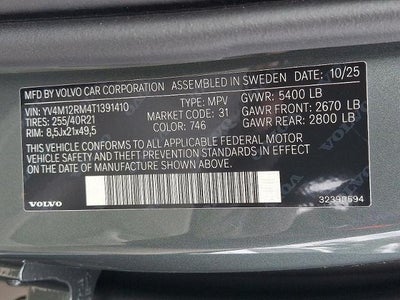 MFD BY VOLVO CAR CORPORATION ASSEMBLED IN SWEDEN 10/25
VIN: YV4M12RM4T1391410 TYPE: MPV GVWR: 5400 LB
TIRES: 255/40R21 MARKET CODE: 31 GAWR FRONT: 2670 LB
RIM: 8,5Jx21x49,5 COLOR: 746 GAWR REAR: 2800 LB
THIS VEHICLE CONFORMS TO ALL APPLICABLE FEDERAL MOTOR
VEHICLE SAFETY AND THEFT PREVENTION STANDARDS IN EFFECT
ON THE DATE OF MANUFACTURE SHOWN ABOVE.
VOLVO